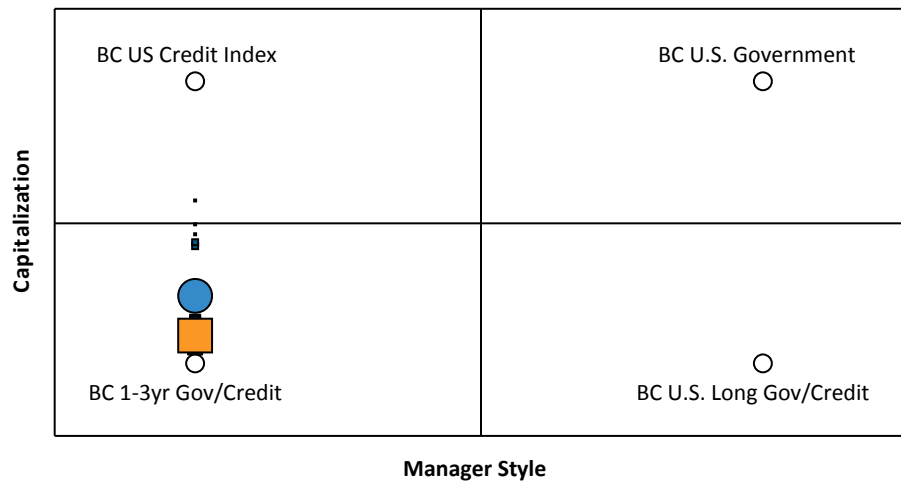 BC US Credit Index
BC U.S. Government
Capitalization
BC 1-3yr Gov/Credit
BC U.S. Long Gov/Credit
Manager Style